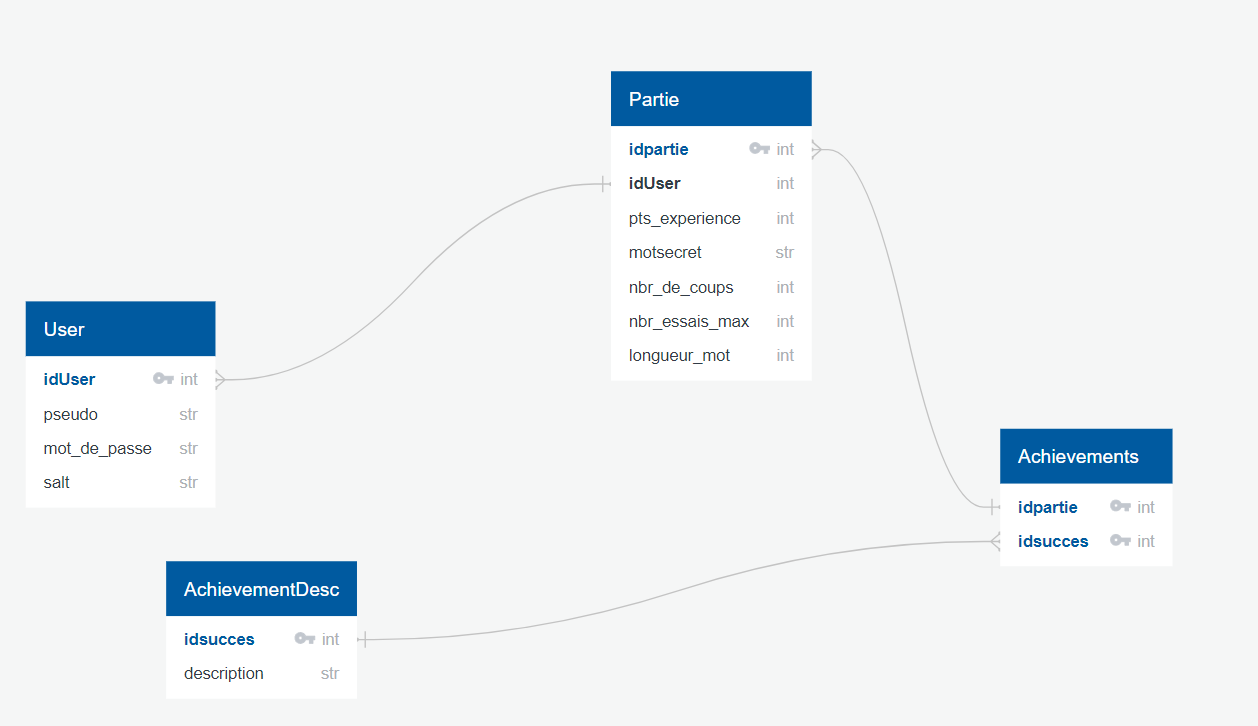 Partie
idpartie int
idUser int
pts_experience int
motsecret str
nbr_de_coups int
nbr_essais_max int
longueur_mot int
User
idUser int
pseudo str
mot_de_passe str
salt str
Achievements
idpartie int
idsucces int
AchievementDesc
idsucces int
description str